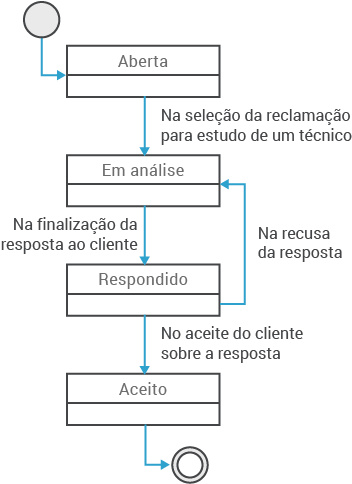 Aberta
Na seleção da reclamação
para estudo de um técnico
Em análise
Na finalização da
resposta ao cliente
Na recusa
da resposta
Respondido
No aceite do cliente
sobre a resposta
Aceito